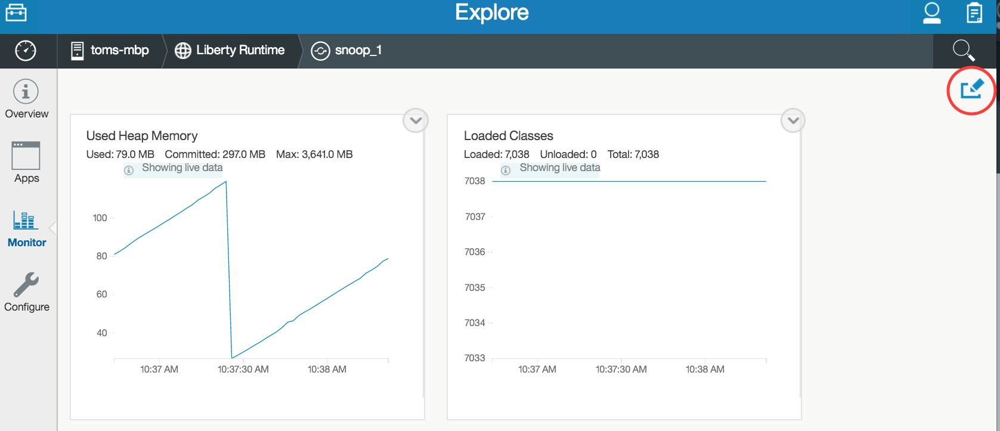 Explore
toms-mbp Liberty Runtime snoop_1
Overview
Apps
Monitor
Configure
Used Heap Memory
Used: 79.0 MB Committed: 297.0 MB Max: 3,641.0 MB
Showing live data
100
80
60
40
10:37 AM 10:37:30 AM 10:38 AM
Loaded Classes
Loaded: 7,038 Unloaded: 0 Total: 7,038
Showing live data
7038
7037
7036
7035
7034
7033
10:37 AM 10:37:30 AM 10:38 AM